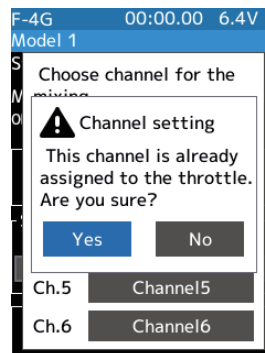 F-4G 00:00.00 6.4V
Model 1
Choose channel for the
mixing
Channel setting
This channel is already
assigned to the throttle.
Are you sure?
Yes No
Ch.5 Channel5
Ch.6 Channel6